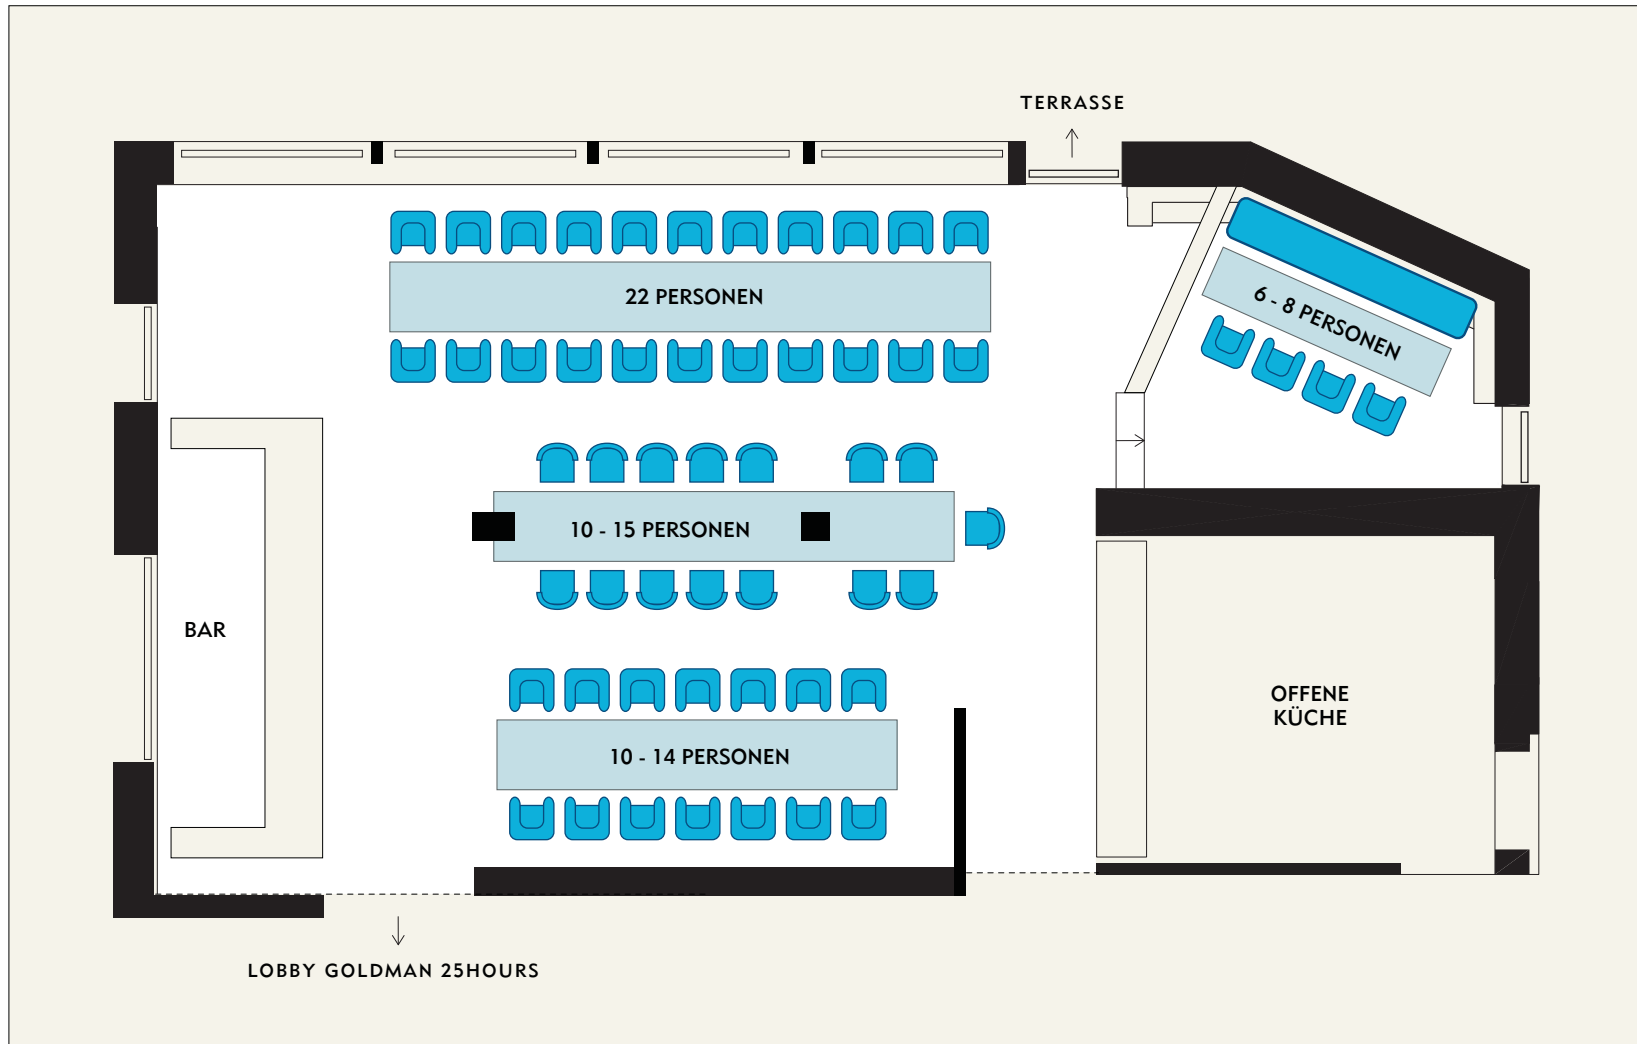 TERRASSE
22 PERSONEN
6 - 8 PERSONEN
10 - 15 PERSONEN
BAR
OFFENE
KÜCHE
10 - 14 PERSONEN
LOBBY GOLDMAN 25HOURS